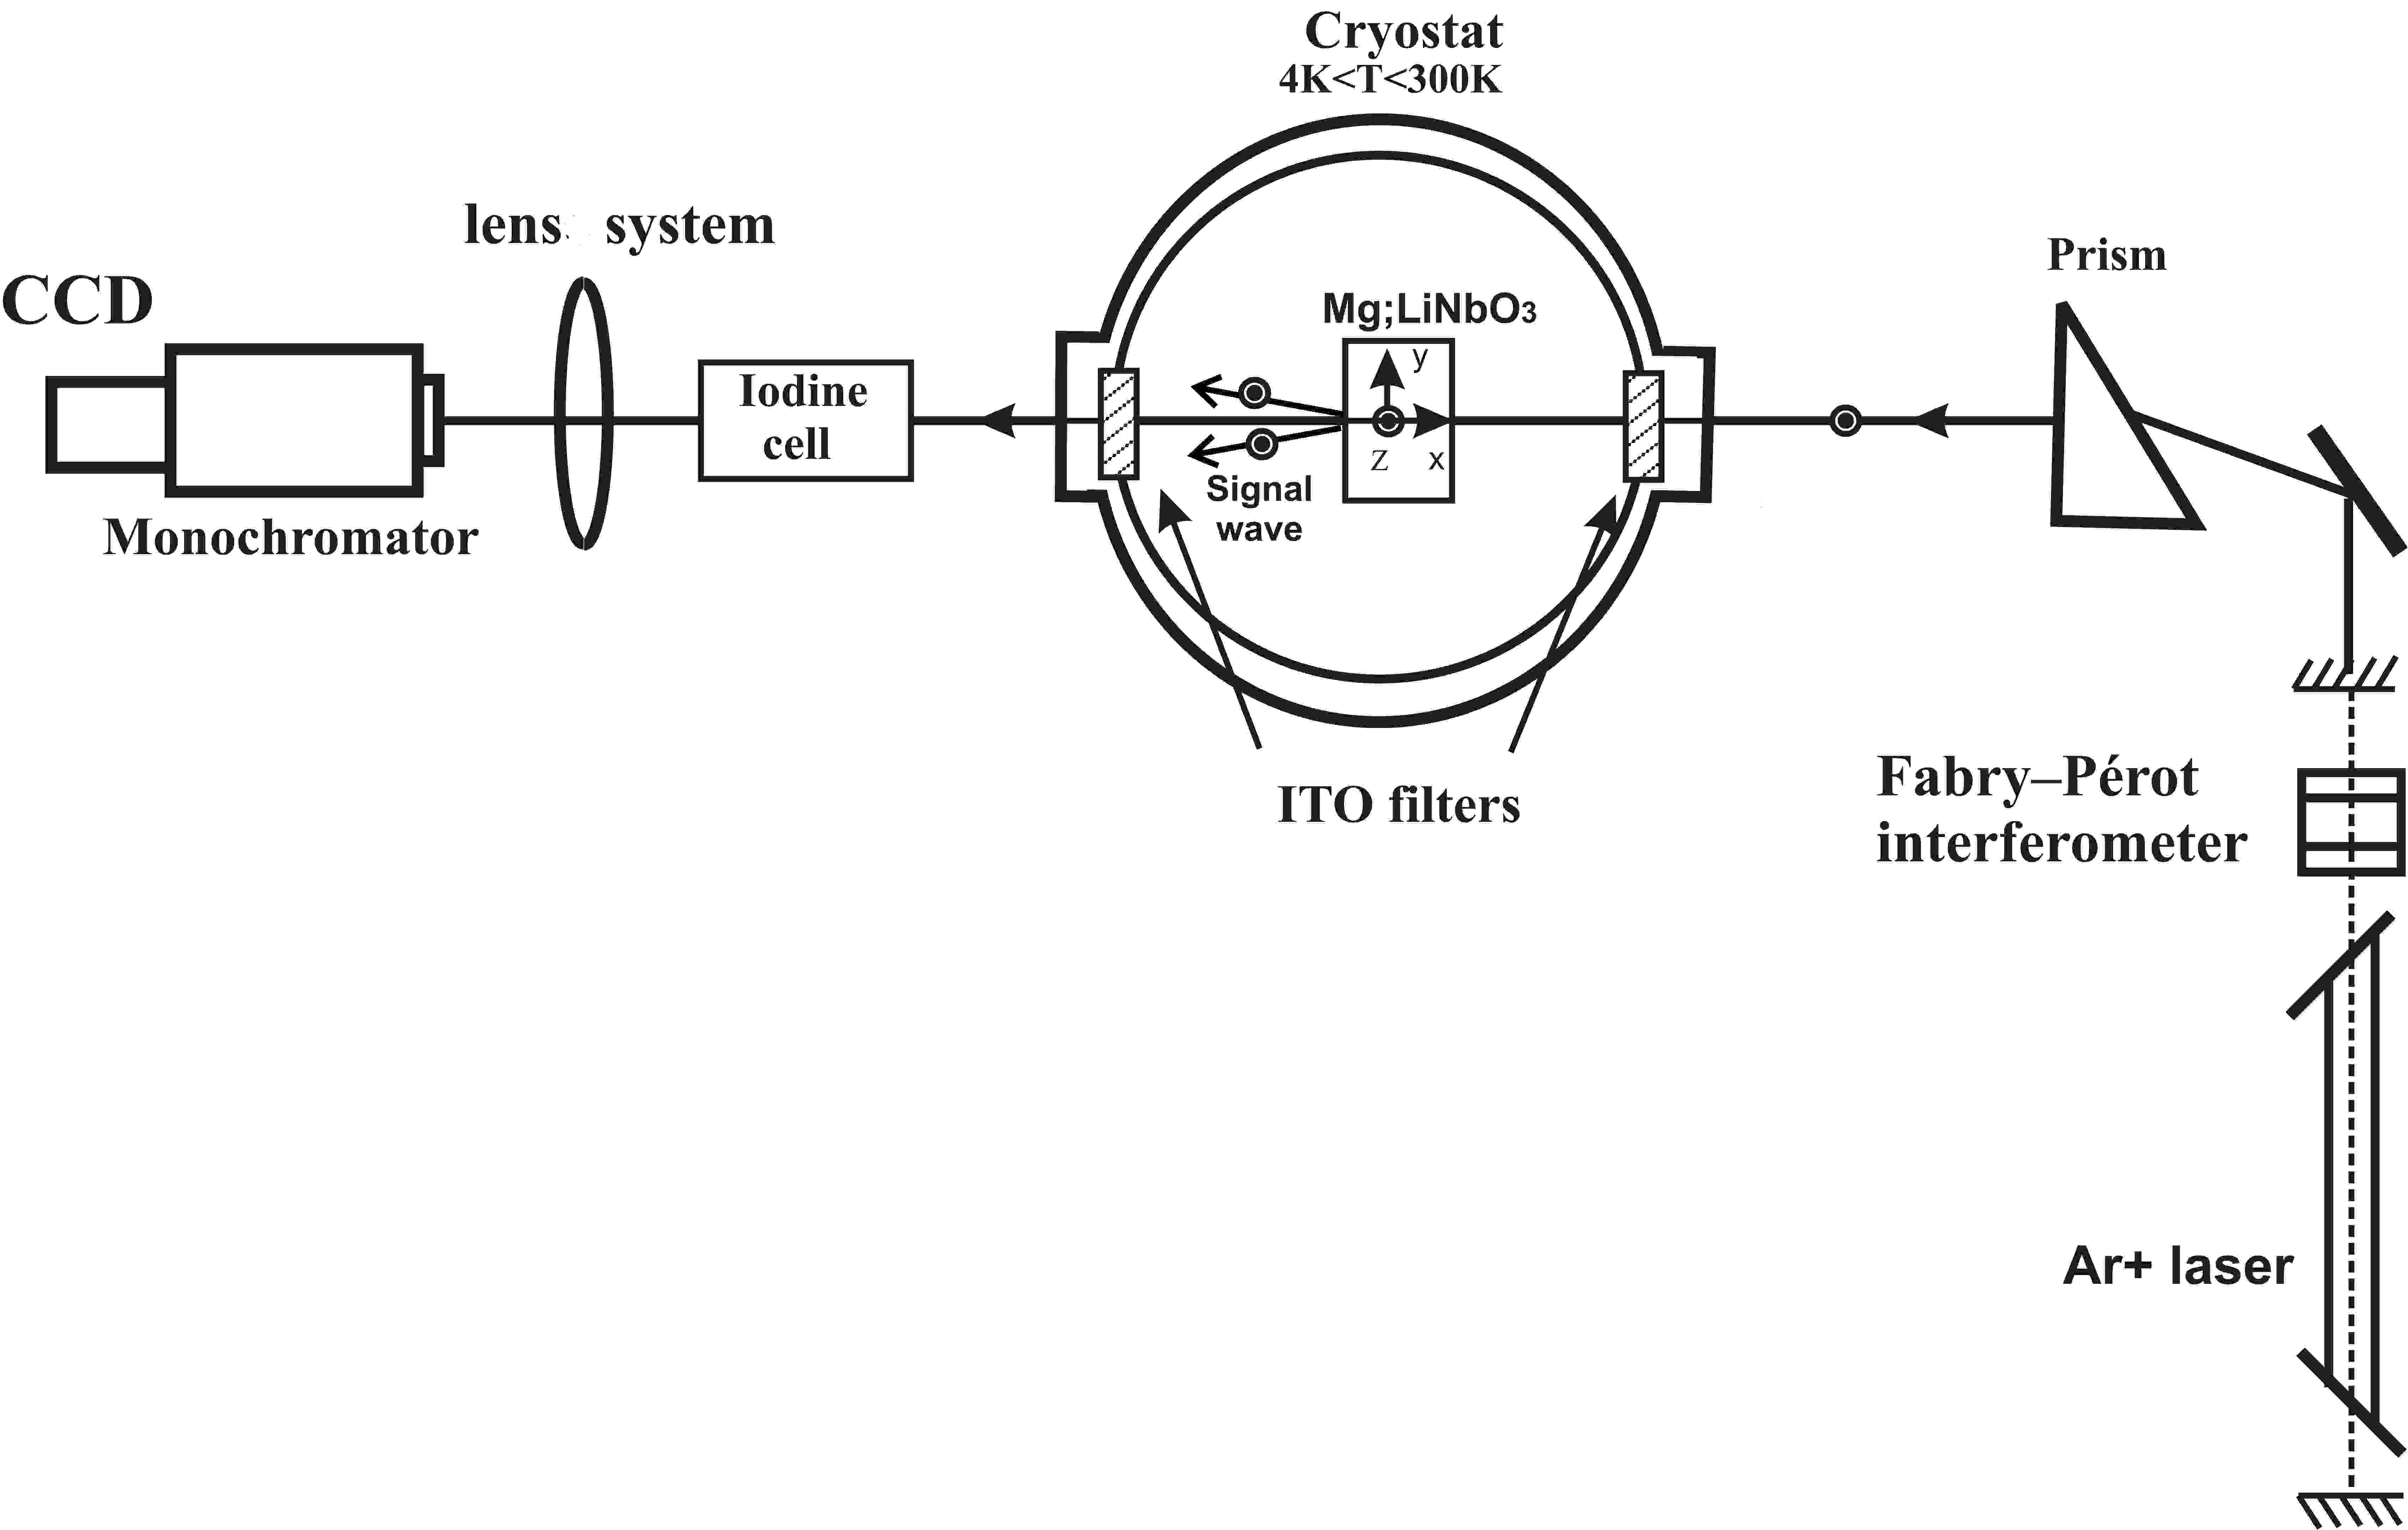 Cryostat
4K<T<300K
lens system
Prism
CCD
Mg;LiNbO3
Iodine
cell
y
z x
Signal
wave
Monochromator
ITO filters
Fabry–Pérot
interferometer
Ar+ laser